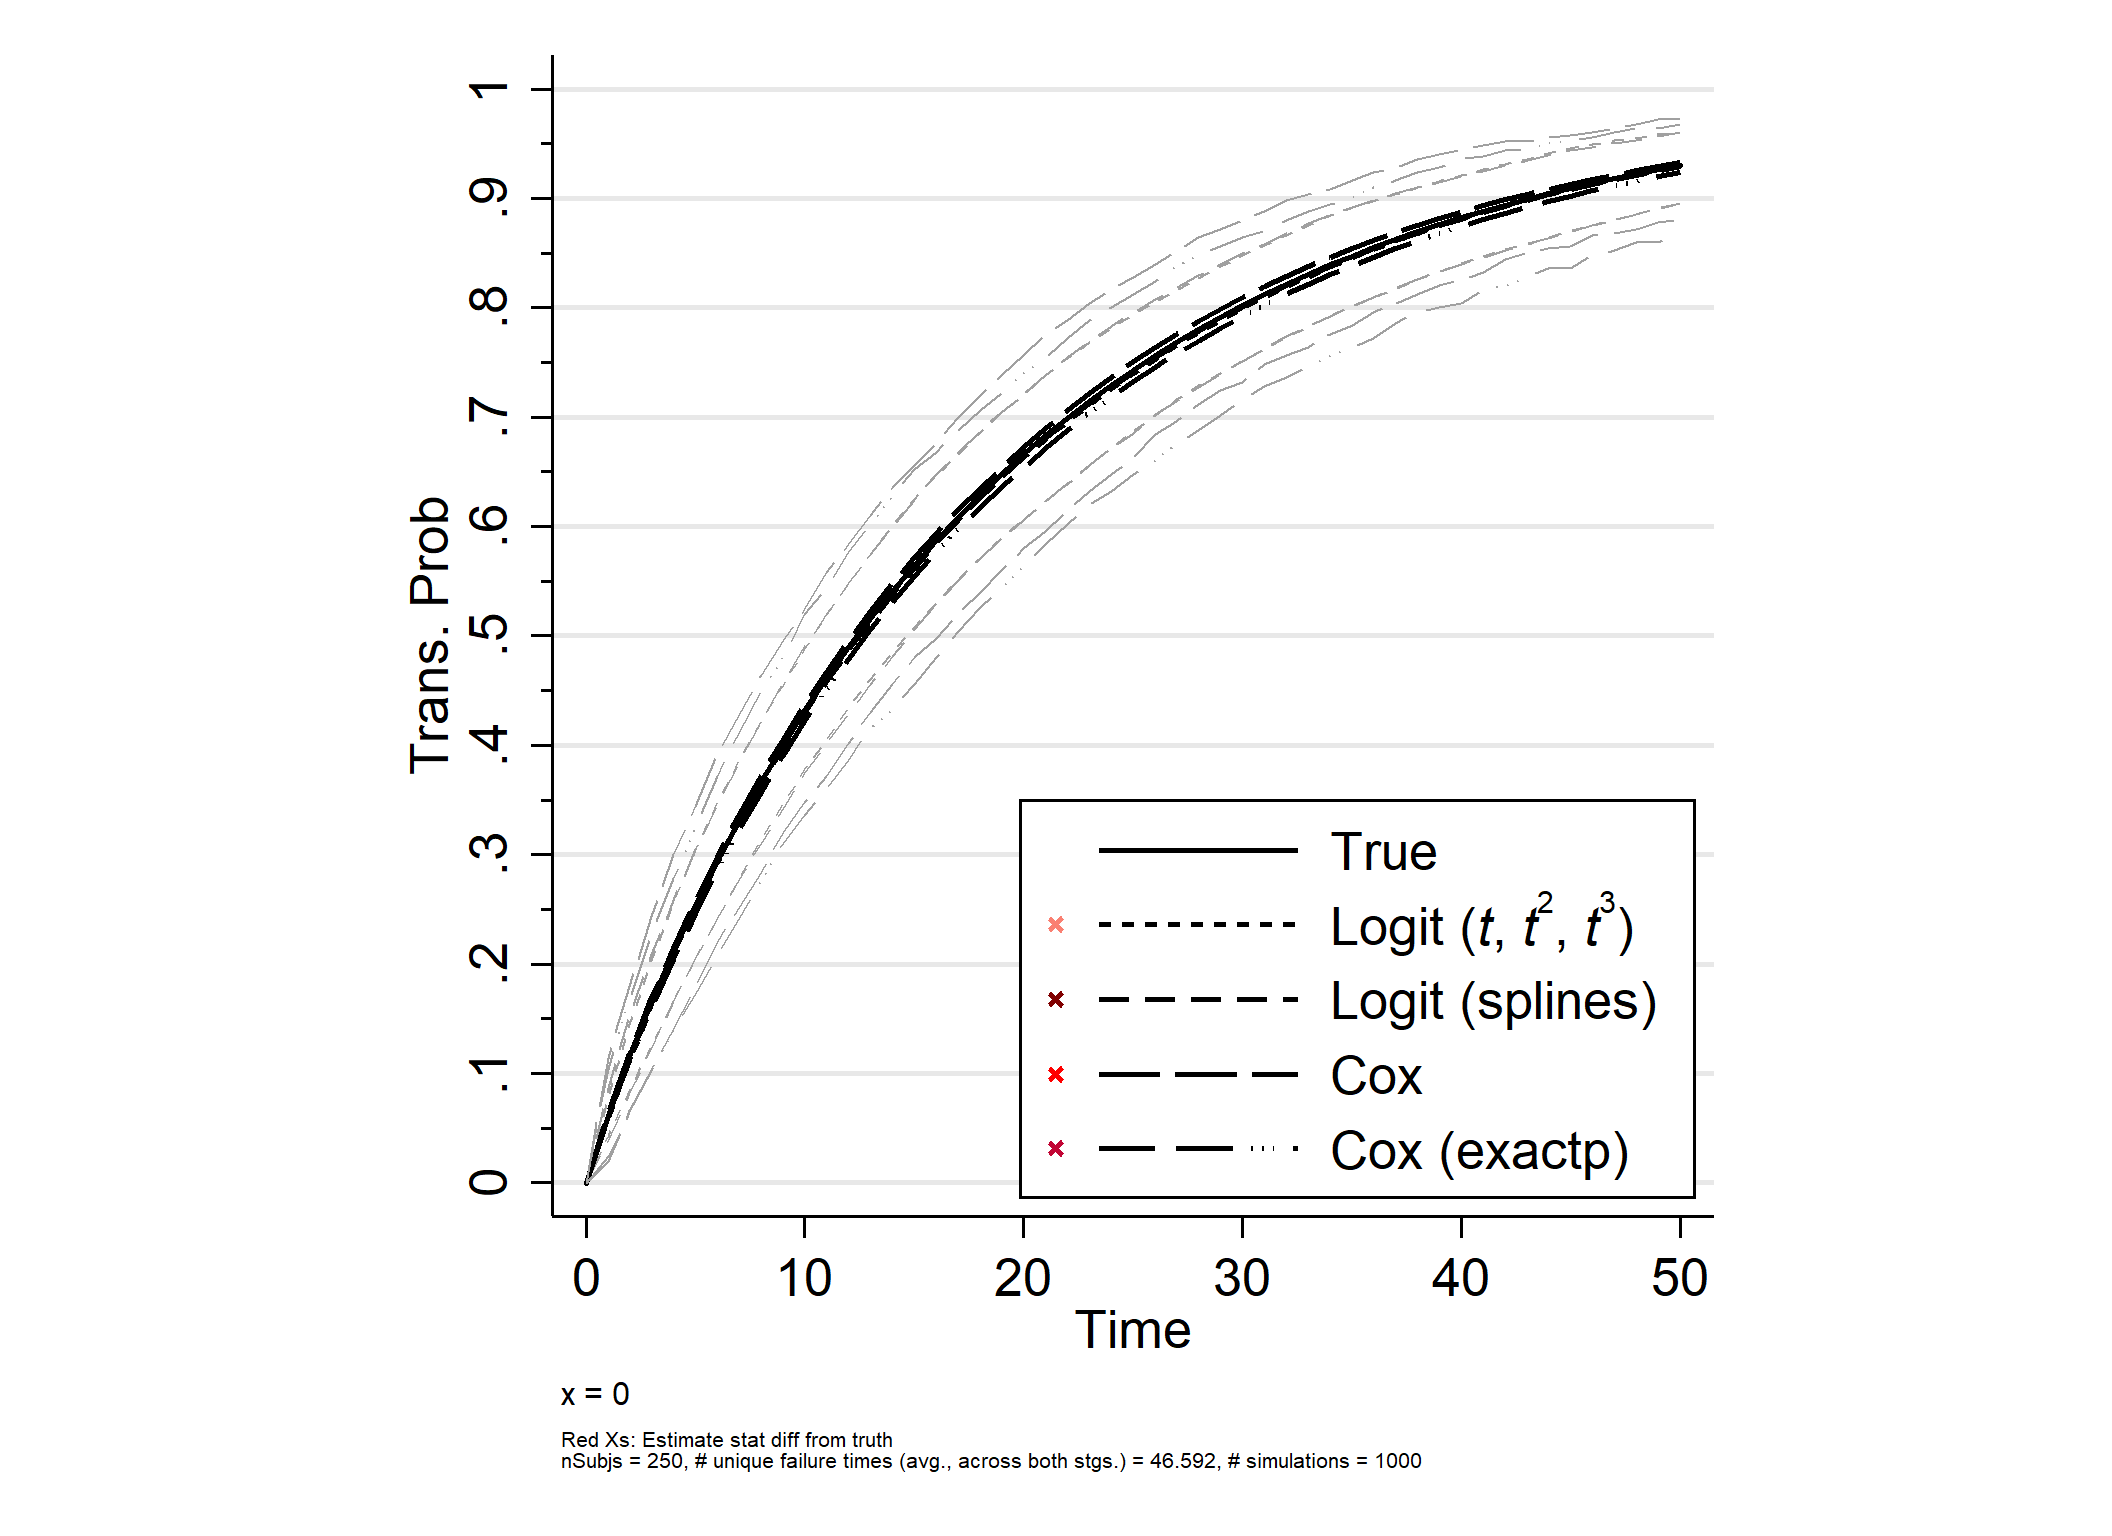 Trans. Prob
1
.9
.8
.7
.6
.5
.4
.3
.2
.1
0
True
Logit (t, t², t³)
Logit (splines)
Cox
Cox (exactp)
0 10 20 30 40 50
Time
x = 0
Red Xs: Estimate stat diff from truth
nSubjs = 250, # unique failure times (avg., across both stgs.) = 46.592, # simulations = 1000